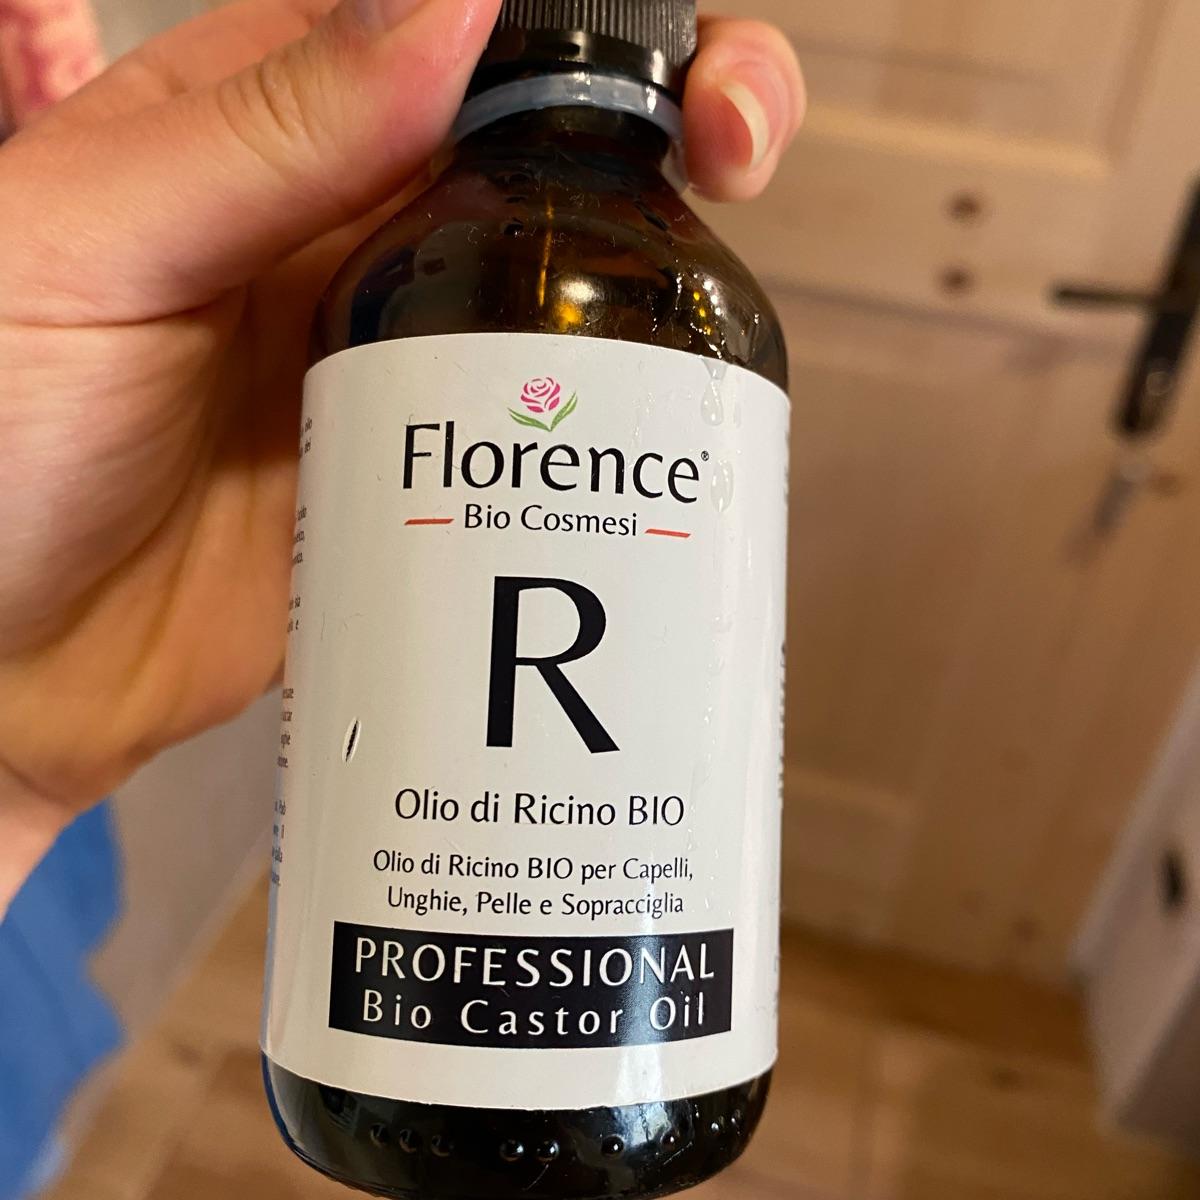 Florence®
Bio Cosmesi
R
Olio di Ricino BIO
Olio di Ricino BIO per Capelli,
Unghie, Pelle e Sopracciglia
PROFESSIONAL
Bio Castor Oil